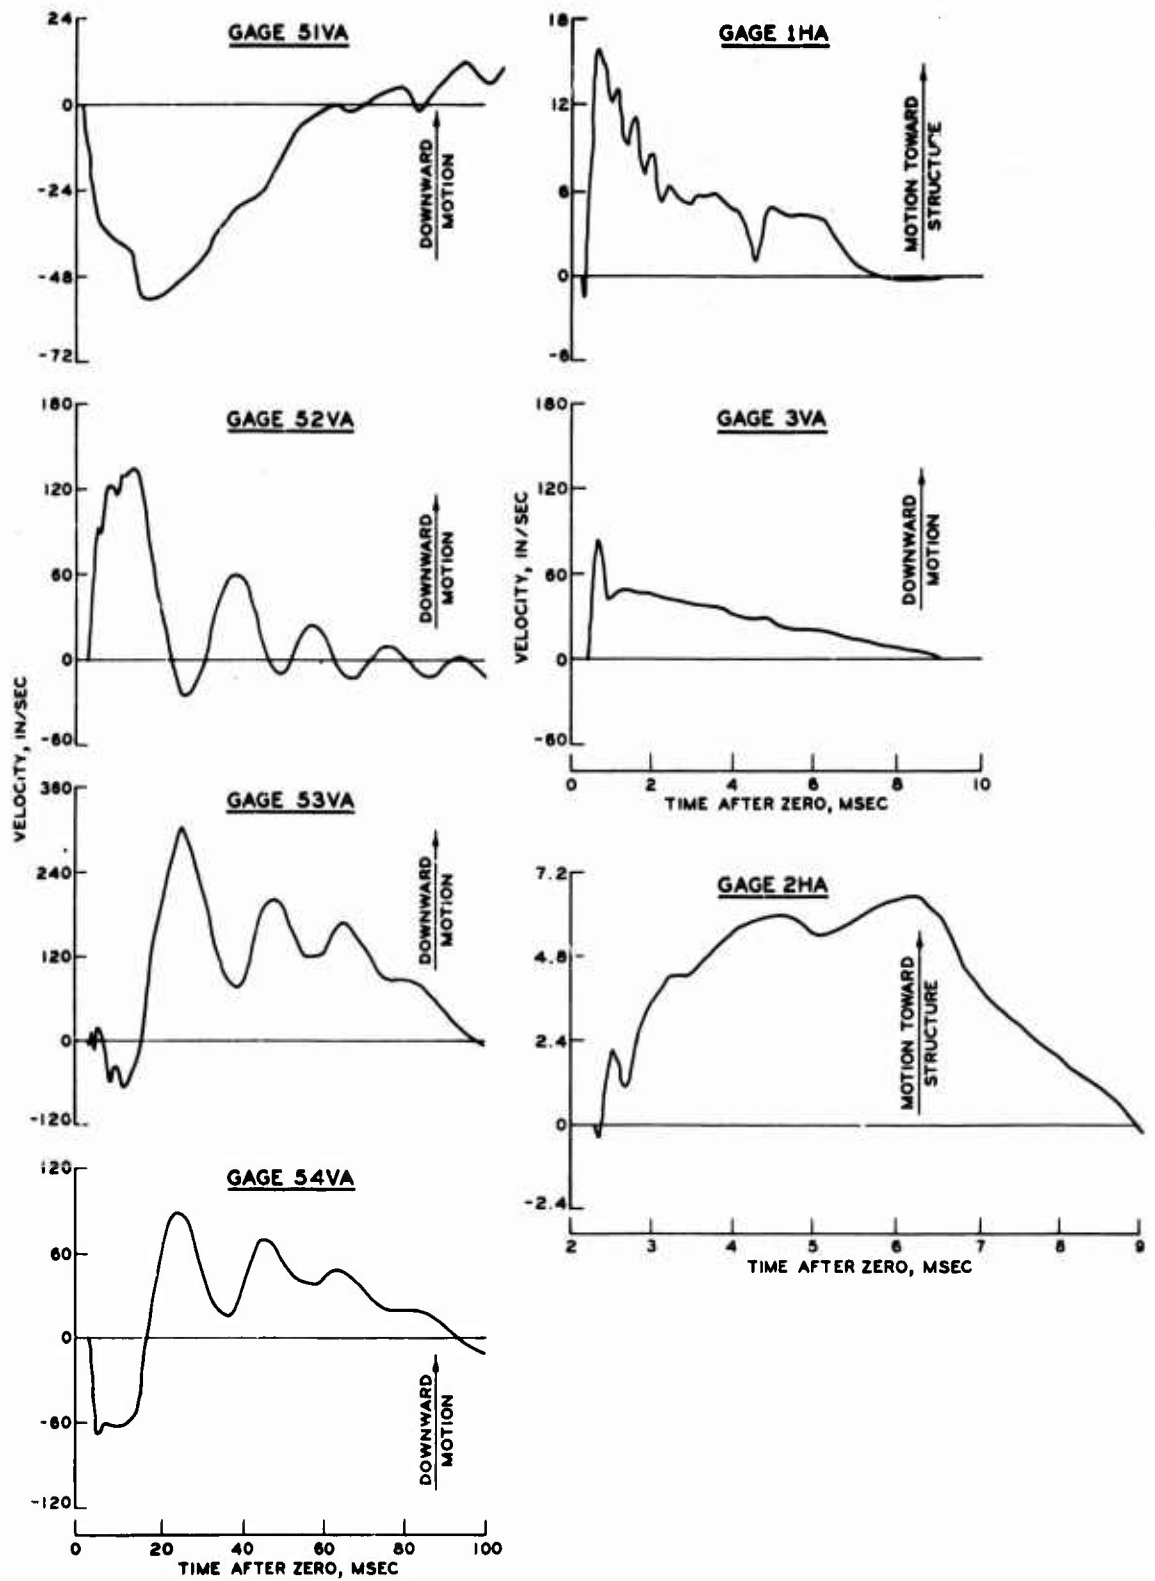 GAGE 51VA
24
0
-24
-48
-72
DOWNWARD
MOTION
GAGE 52VA
180
120
60
0
-60
DOWNWARD
MOTION
VELOCITY, IN/SEC
GAGE 53VA
360
240
120
0
-120
DOWNWARD
MOTION
GAGE 54VA
120
60
0
-60
-120
DOWNWARD
MOTION
0 20 40 60 80 100
TIME AFTER ZERO, MSEC
GAGE 1HA
18
12
6
0
-6
MOTION TOWARD
STRUCTURE
GAGE 3VA
180
120
60
0
-60
VELOCITY, IN/SEC
DOWNWARD
MOTION
0 2 4 6 8 10
TIME AFTER ZERO, MSEC
GAGE 2HA
7.2
4.8
2.4
0
-2.4
MOTION TOWARD
STRUCTURE
2 3 4 5 6 7 8 9
TIME AFTER ZERO, MSEC